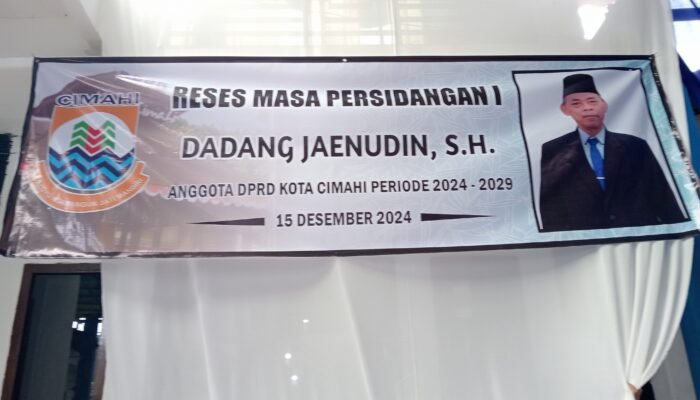 CIMAHI
RESES MASA PERSIDANGAN I
DADANG JAENUDIN, S.H.
ANGGOTA DPRD KOTA CIMAHI PERIODE 2024 - 2029
15 DESEMBER 2024